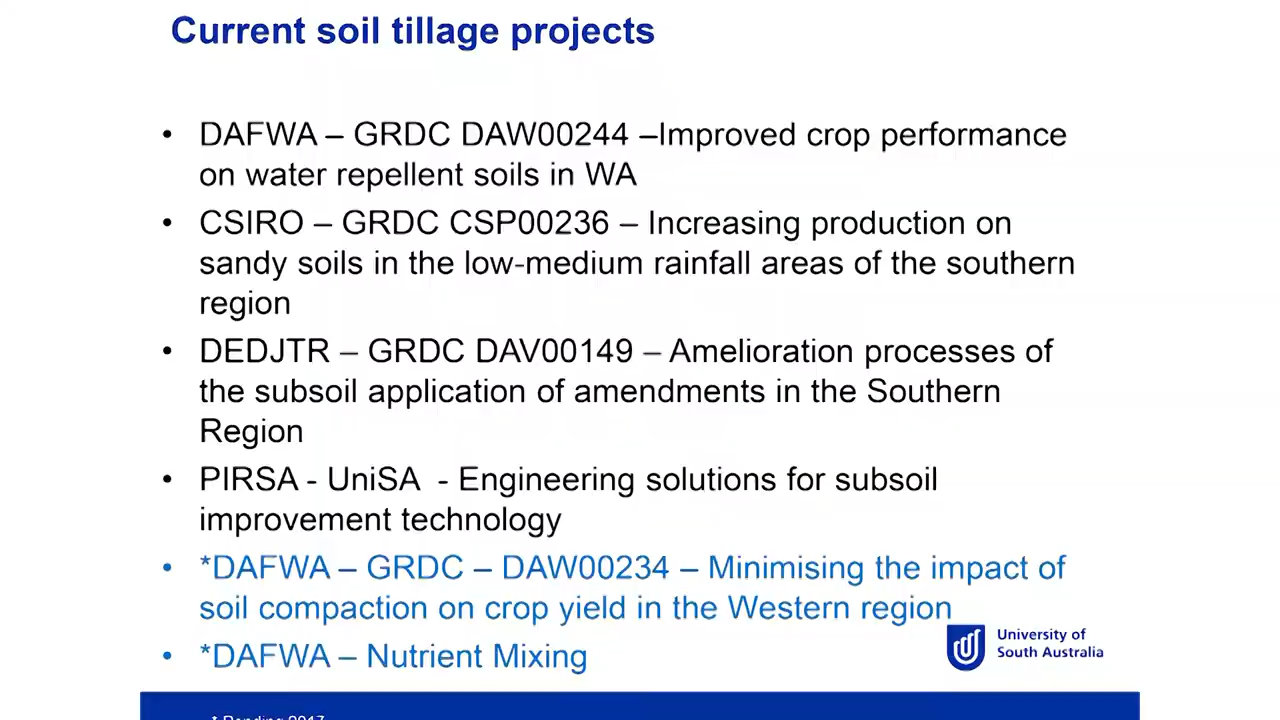 Current soil tillage projects
• DAFWA – GRDC DAW00244 –Improved crop performance
on water repellent soils in WA
• CSIRO – GRDC CSP00236 – Increasing production on
sandy soils in the low-medium rainfall areas of the southern
region
• DEDJTR – GRDC DAV00149 – Amelioration processes of
the subsoil application of amendments in the Southern
Region
• PIRSA - UniSA - Engineering solutions for subsoil
improvement technology
• *DAFWA – GRDC – DAW00234 – Minimising the impact of
soil compaction on crop yield in the Western region
• *DAFWA – Nutrient Mixing
University of
South Australia